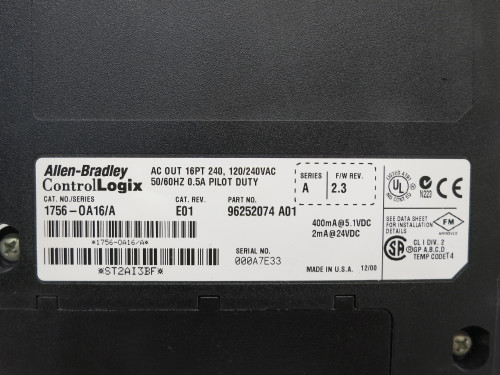 Allen-Bradley
ControlLogix
AC OUT 16PT 240, 120/240VAC
50/60HZ 0.5A PILOT DUTY
SERIES F/W REV.
A 2.3
CAT. NO./SERIES CAT. REV. PART NO.
1756-OA16/A E01 96252074 A01
400mA@5.1VDC
2mA@24VDC
*1756-OA16/A*
SERIAL NO.
000A7E33
*ST2AI3BF*
MADE IN U.S.A. 12/00
N223
CE
SEE DATA SHEET
FOR INSTALLATION
DETAILS
FM
APPROVED
SA
CL I DIV. 2
GP A,B,C,D
TEMP CODE T4